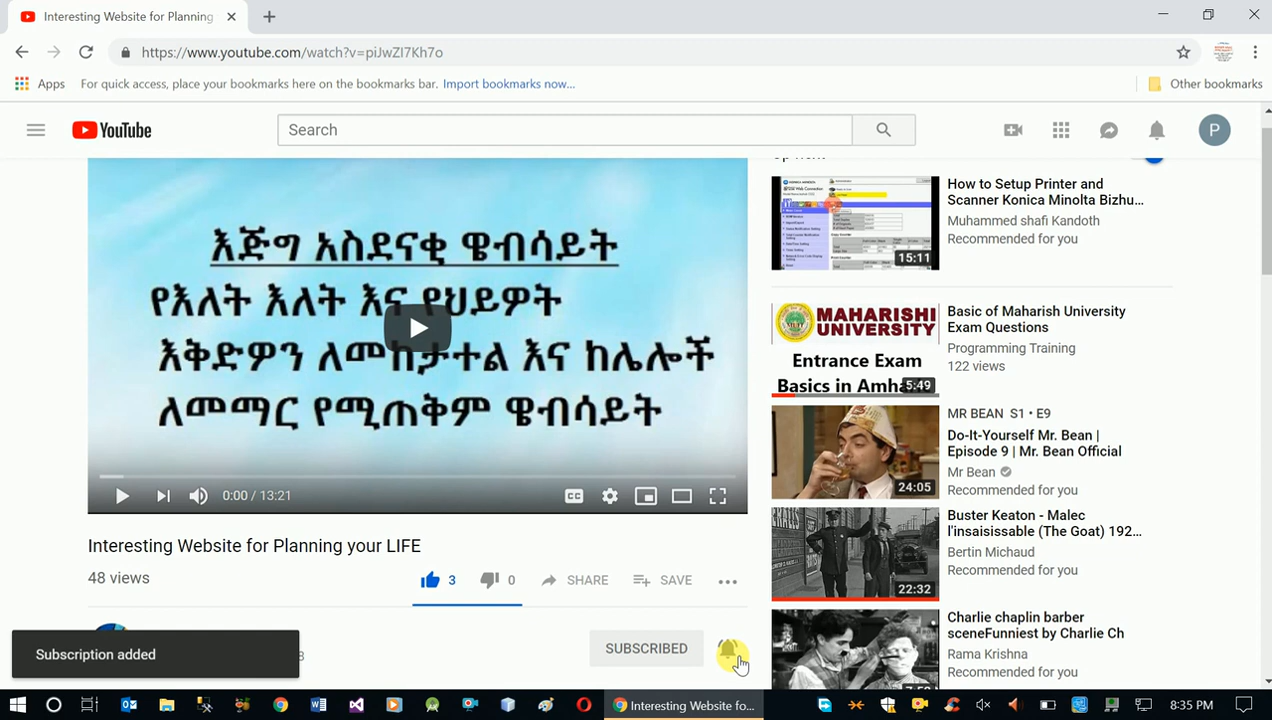 Interesting Website for Planning
https://www.youtube.com/watch?v=piJwZI7Kh7o
Apps For quick access, place your bookmarks here on the bookmarks bar. Import bookmarks now... Other bookmarks
YouTube Search P
እጅግ አስደናቂ ዌብሳይት
የእለት እለት እና የህይዎት
እቅድዎን ለመከታተል እና ከሌሎች
ለመማር የሚጠቅም ዌብሳይት
0:00 / 13:21 CC
Interesting Website for Planning your LIFE
48 views
3 0 SHARE SAVE
Subscription added
SUBSCRIBED
Up next
15:11
How to Setup Printer and
Scanner Konica Minolta Bizhu...
Muhammed shafi Kandoth
Recommended for you
MAHARISHI
UNIVERSITY
Entrance Exam
Basics in Amha
5:49
Basic of Maharish University
Exam Questions
Programming Training
122 views
24:05
MR BEAN S1 • E9
Do-It-Yourself Mr. Bean |
Episode 9 | Mr. Bean Official
Mr Bean
Recommended for you
22:32
Buster Keaton - Malec
l'insaisissable (The Goat) 192...
Bertin Michaud
Recommended for you
Charlie chaplin barber
sceneFunniest by Charlie Ch
Rama Krishna
Recommended for you
Interesting Website fo...
8:35 PM